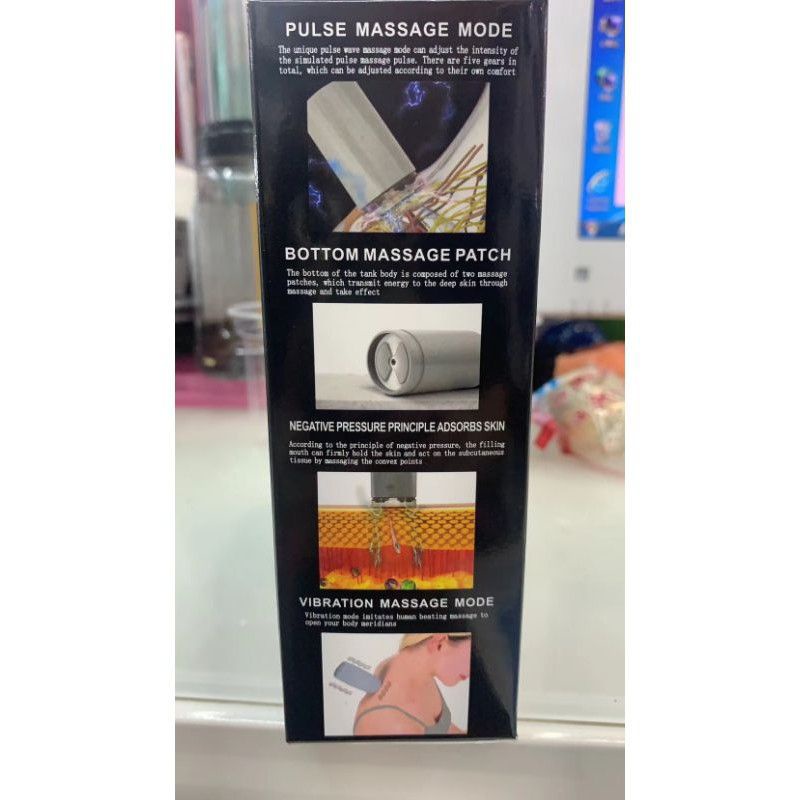 PULSE MASSAGE MODE
The unique pulse wave massage mode can adjust the intensity of
the simulated pulse massage pulse. There are five gears in
total, which can be adjusted according to their own comfort
BOTTOM MASSAGE PATCH
The bottom of the tank body is composed of two massage
patches, which transmit energy to the deep skin through
massage and take effect
NEGATIVE PRESSURE PRINCIPLE ADSORBS SKIN
According to the principle of negative pressure, the filling
mouth can firmly hold the skin and act on the subcutaneous
tissue by massaging the convex points
VIBRATION MASSAGE MODE
Vibration mode imitates human beating massage to
open your body meridians